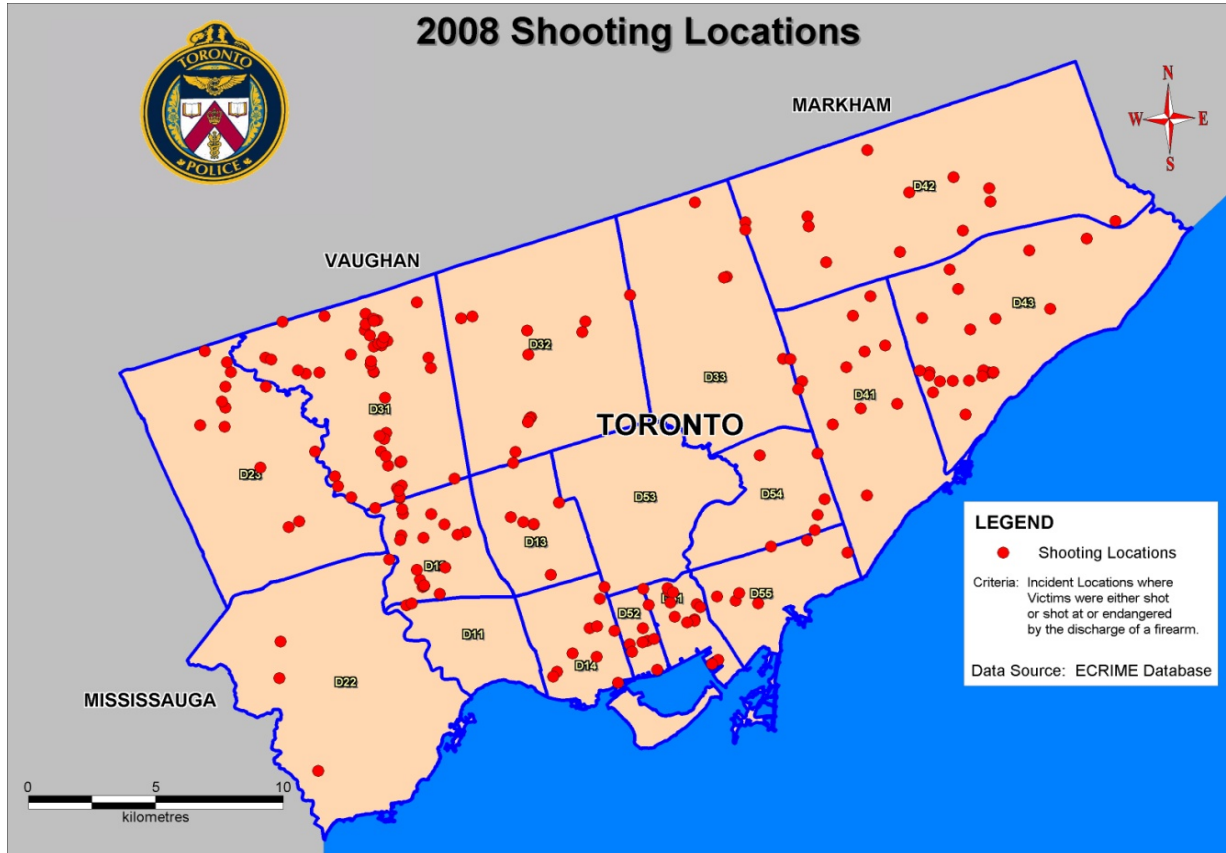 2008 Shooting Locations
TORONTO
POLICE
MARKHAM
N
W E
S
VAUGHAN
D42
D43
D32
D33
D41
D31
TORONTO
D23
D53
D54
D13
D12
D55
D51
D52
D11
D14
D22
MISSISSAUGA
LEGEND
Shooting Locations
Criteria: Incident Locations where
Victims were either shot
or shot at or endangered
by the discharge of a firearm.
Data Source: ECRIME Database
0 5 10
kilometres